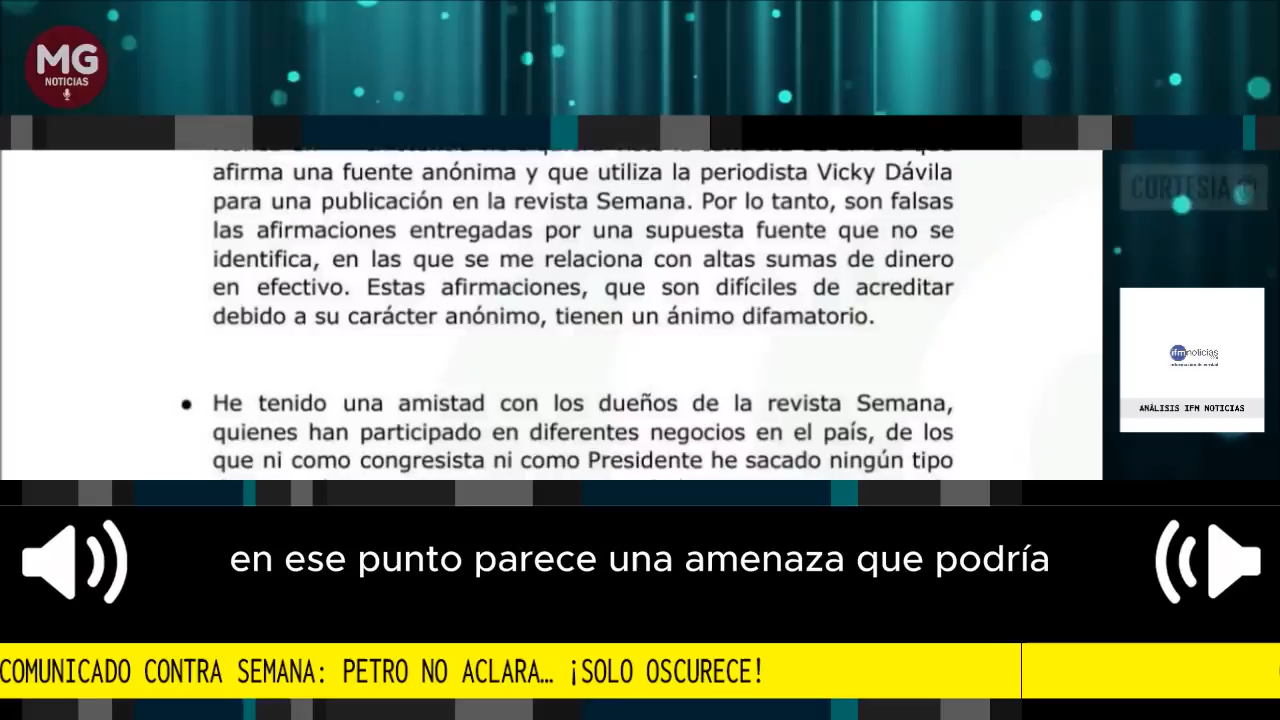 MG
NOTICIAS
afirma una fuente anónima y que utiliza la periodista Vicky Dávila
para una publicación en la revista Semana. Por lo tanto, son falsas
las afirmaciones entregadas por una supuesta fuente que no se
identifica, en las que se me relaciona con altas sumas de dinero
en efectivo. Estas afirmaciones, que son difíciles de acreditar
debido a su carácter anónimo, tienen un ánimo difamatorio.
● He tenido una amistad con los dueños de la revista Semana,
quienes han participado en diferentes negocios en el país, de los
que ni como congresista ni como Presidente he sacado ningún tipo
CORTESIA
ifmnoticias
ANÁLISIS IFM NOTICIAS
en ese punto parece una amenaza que podría
COMUNICADO CONTRA SEMANA: PETRO NO ACLARA… ¡SOLO OSCURECE!